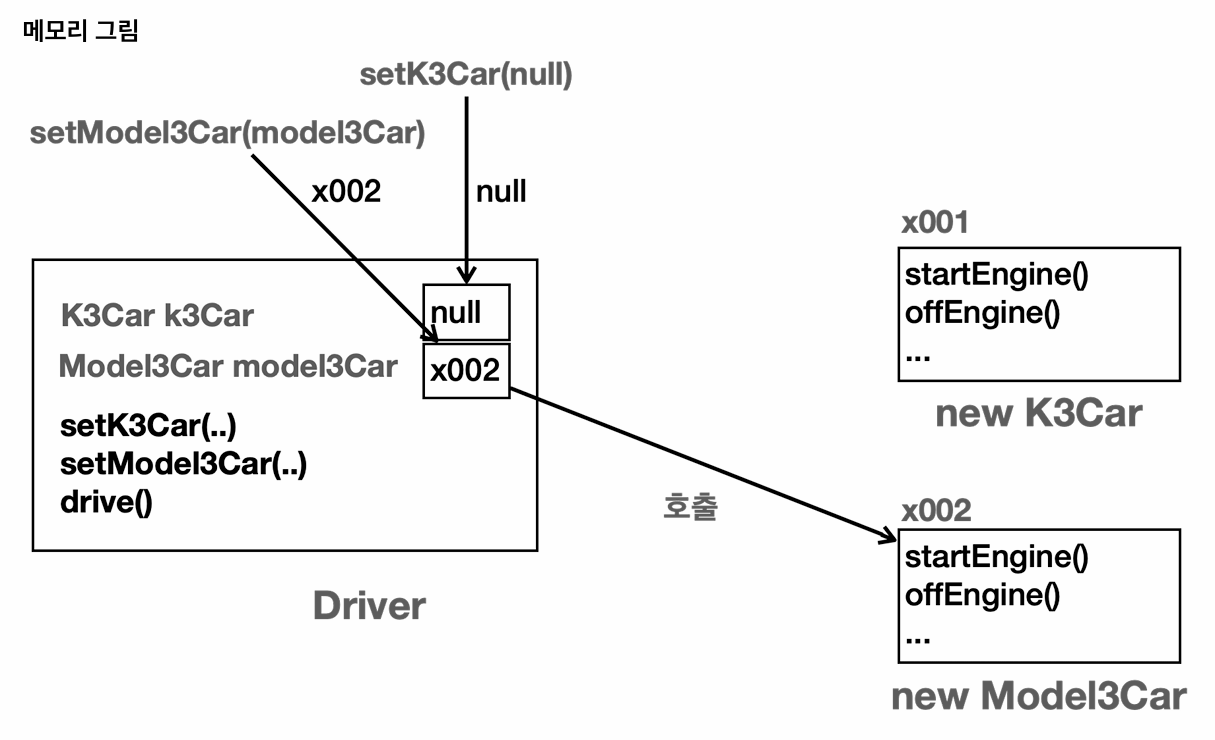 메모리 그림
setK3Car(null)
setModel3Car(model3Car)
x002
null
K3Car k3Car
null
Model3Car model3Car
x002
setK3Car(..)
setModel3Car(..)
drive()
Driver
호출
x001
startEngine()
offEngine()
...
new K3Car
x002
startEngine()
offEngine()
...
new Model3Car